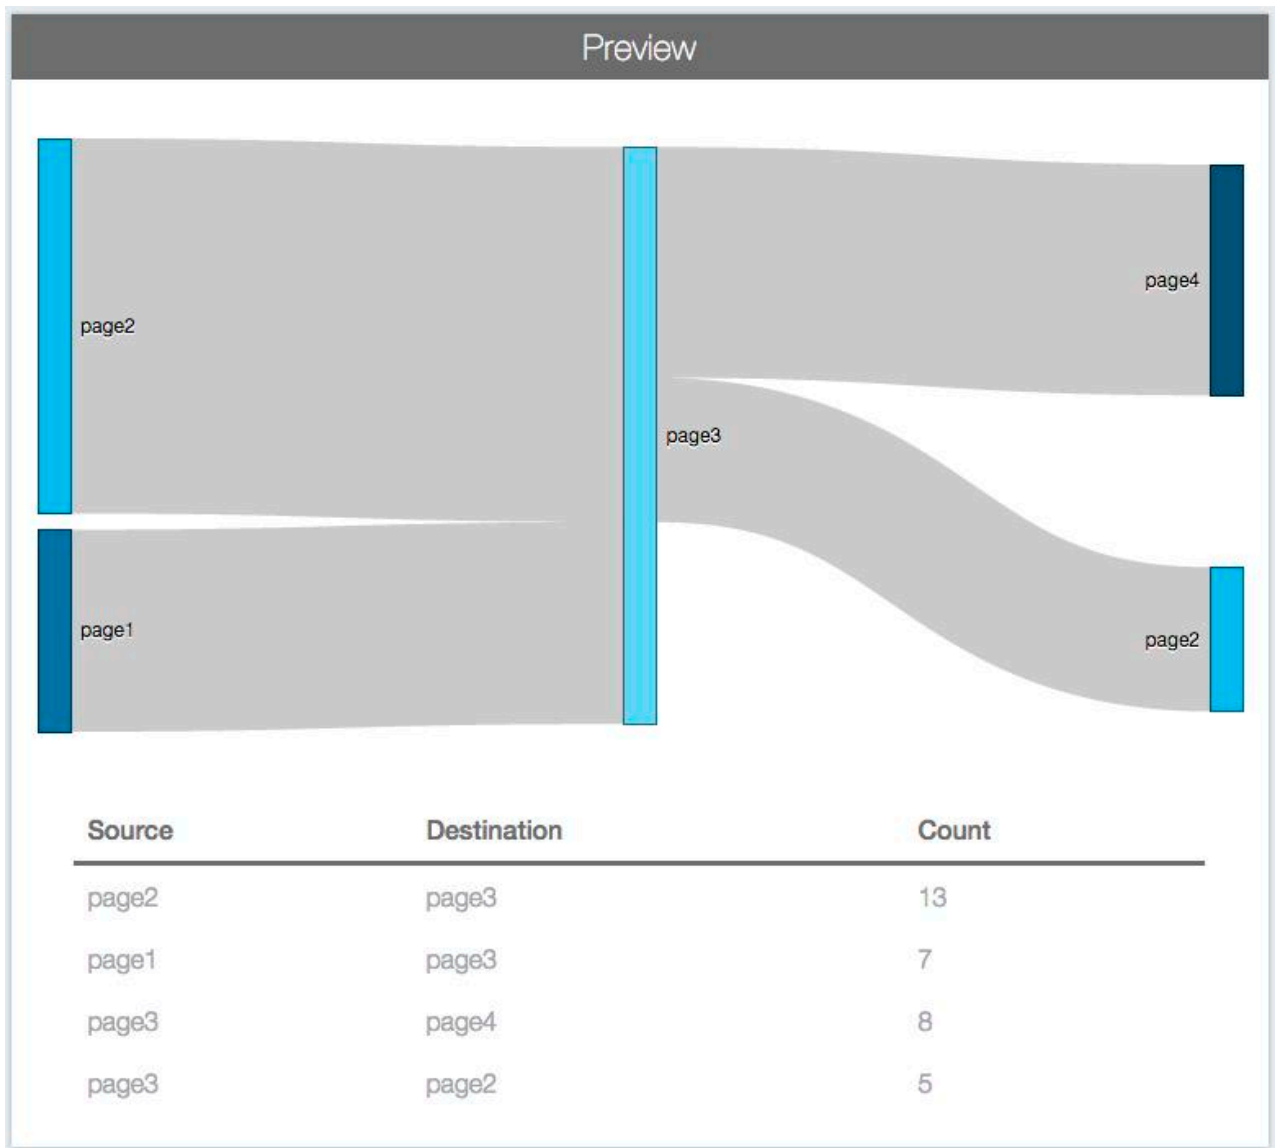 Preview
page4
page2
page3
page1
page2
Source Destination Count
page2 page3 13
page1 page3 7
page3 page4 8
page3 page2 5